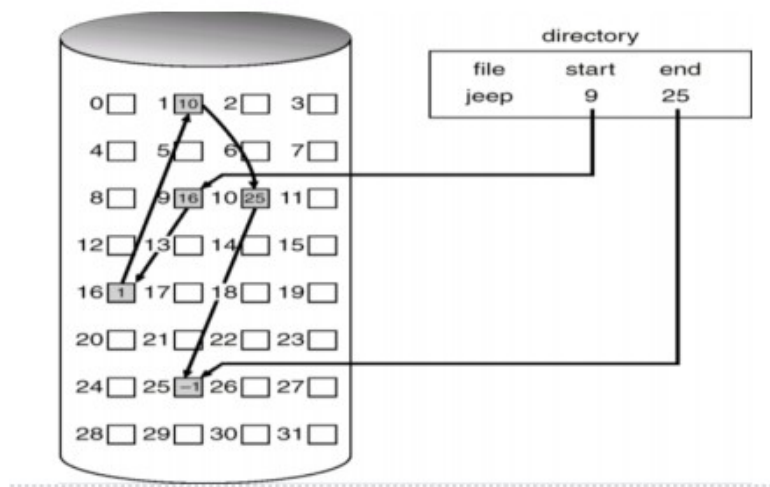 directory
file start end
jeep 9 25
0 1 10 2 3
4 5 6 7
8 9 16 10 25 11
12 13 14 15
16 1 17 18 19
20 21 22 23
24 25 -1 26 27
28 29 30 31